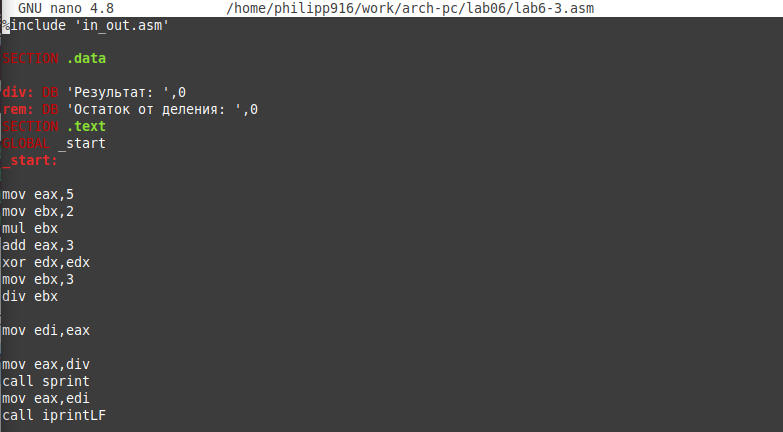 GNU nano 4.8 /home/philipp916/work/arch-pc/lab06/lab6-3.asm
%include 'in_out.asm'
SECTION .data
div: DB 'Результат: ',0
rem: DB 'Остаток от деления: ',0
SECTION .text
GLOBAL _start
_start:
mov eax,5
mov ebx,2
mul ebx
add eax,3
xor edx,edx
mov ebx,3
div ebx
mov edi,eax
mov eax,div
call sprint
mov eax,edi
call iprintLF